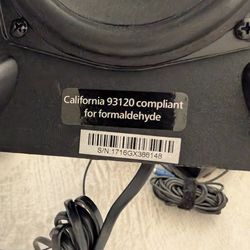 California 93120 compliant
for formaldehyde
S/N:1716GX386148